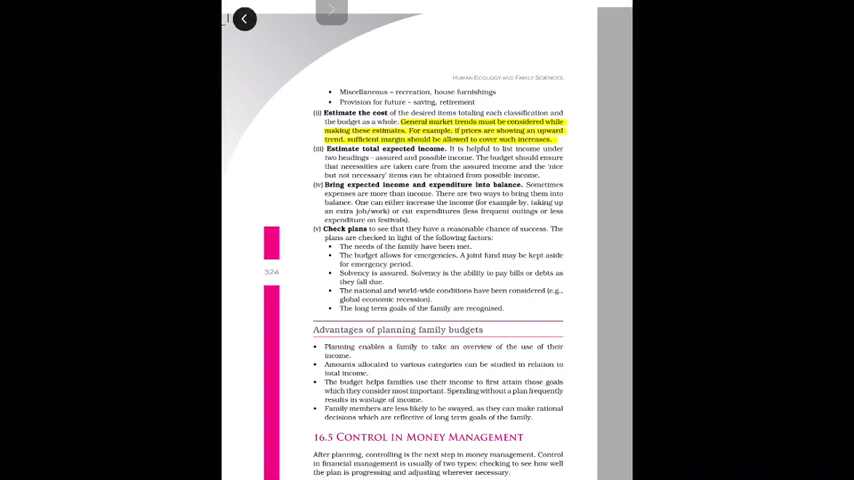 HUMAN ECOLOGY AND FAMILY SCIENCES
• Miscellaneous – recreation, house furnishings
• Provision for future – saving, retirement
(ii) Estimate the cost of the desired items totaling each classification and
the budget as a whole. General market trends must be considered while
making these estimates. For example, if prices are showing an upward
trend, sufficient margin should be allowed to cover such increases.
(iii) Estimate total expected income. It is helpful to list income under
two headings – assured and possible income. The budget should ensure
that necessities are taken care from the assured income and the 'nice
but not necessary' items can be obtained from possible income.
(iv) Bring expected income and expenditure into balance. Sometimes
expenses are more than income. There are two ways to bring them into
balance. One can either increase the income (for example by, taking up
an extra job/work) or cut expenditures (less frequent outings or less
expenditure on festivals).
(v) Check plans to see that they have a reasonable chance of success. The
plans are checked in light of the following factors:
• The needs of the family have been met.
• The budget allows for emergencies. A joint fund may be kept aside
for emergency period.
324
• Solvency is assured. Solvency is the ability to pay bills or debts as
they fall due.
• The national and world-wide conditions have been considered (e.g.,
global economic recession).
• The long term goals of the family are recognised.
Advantages of planning family budgets
• Planning enables a family to take an overview of the use of their
income.
• Amounts allocated to various categories can be studied in relation to
total income.
• The budget helps families use their income to first attain those goals
which they consider most important. Spending without a plan frequently
results in wastage of income.
• Family members are less likely to be swayed, as they can make rational
decisions which are reflective of long term goals of the family.
16.5 CONTROL IN MONEY MANAGEMENT
After planning, controlling is the next step in money management. Control
in financial management is usually of two types: checking to see how well
the plan is progressing and adjusting wherever necessary.